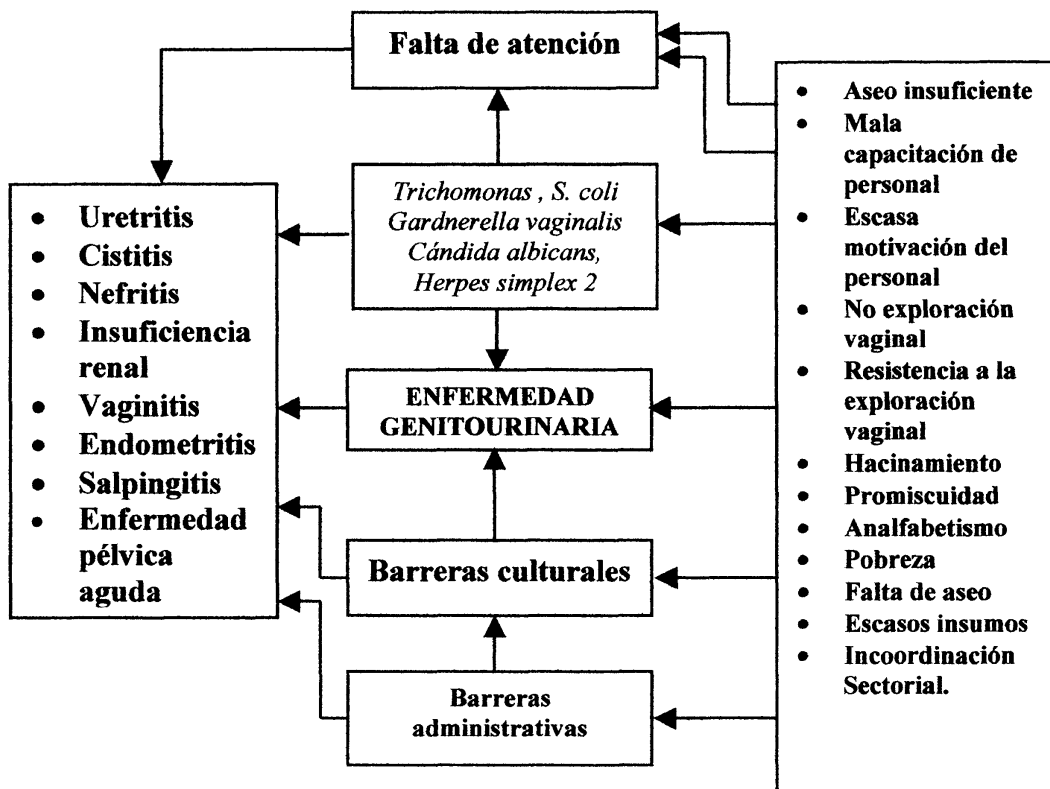 Falta de atención
Trichomonas , S. coli
Gardnerella vaginalis
Cándida albicans,
Herpes simplex 2
ENFERMEDAD
GENITOURINARIA
Barreras culturales
Barreras
administrativas
• Uretritis
• Cistitis
• Nefritis
• Insuficiencia
renal
• Vaginitis
• Endometritis
• Salpingitis
• Enfermedad
pélvica
aguda
• Aseo insuficiente
• Mala
capacitación de
personal
• Escasa
motivación del
personal
• No exploración
vaginal
• Resistencia a la
exploración
vaginal
• Hacinamiento
• Promiscuidad
• Analfabetismo
• Pobreza
• Falta de aseo
• Escasos insumos
• Incoordinación
Sectorial.